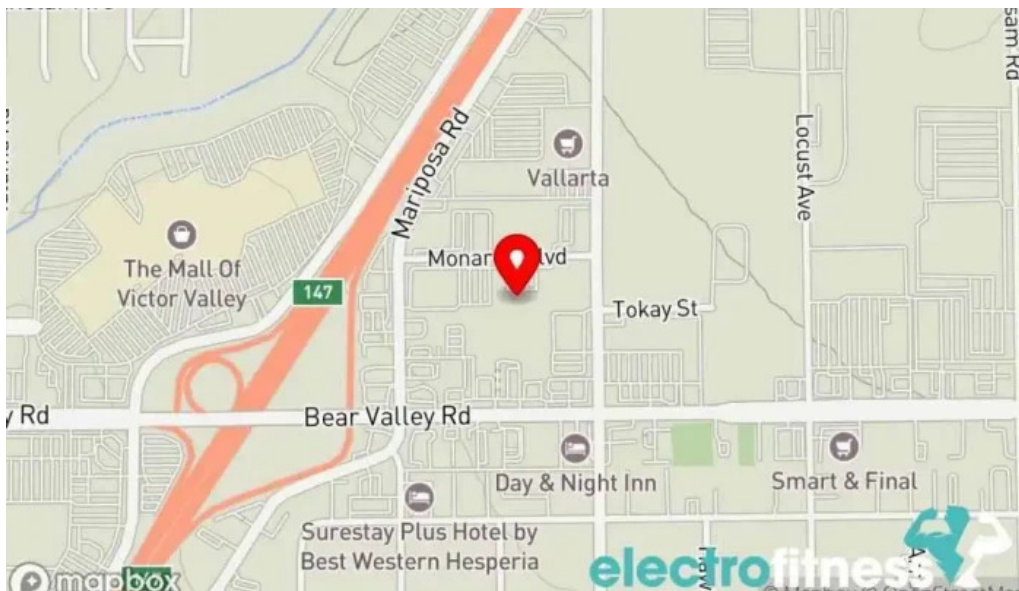 Mariposa Rd
Locust Ave
Vallarta
The Mall Of
Victor Valley
147
Tokay St
Bear Valley Rd
Day & Night Inn
Smart & Final
Surestay Plus Hotel by
Best Western Hesperia
electrofitness
mapbox